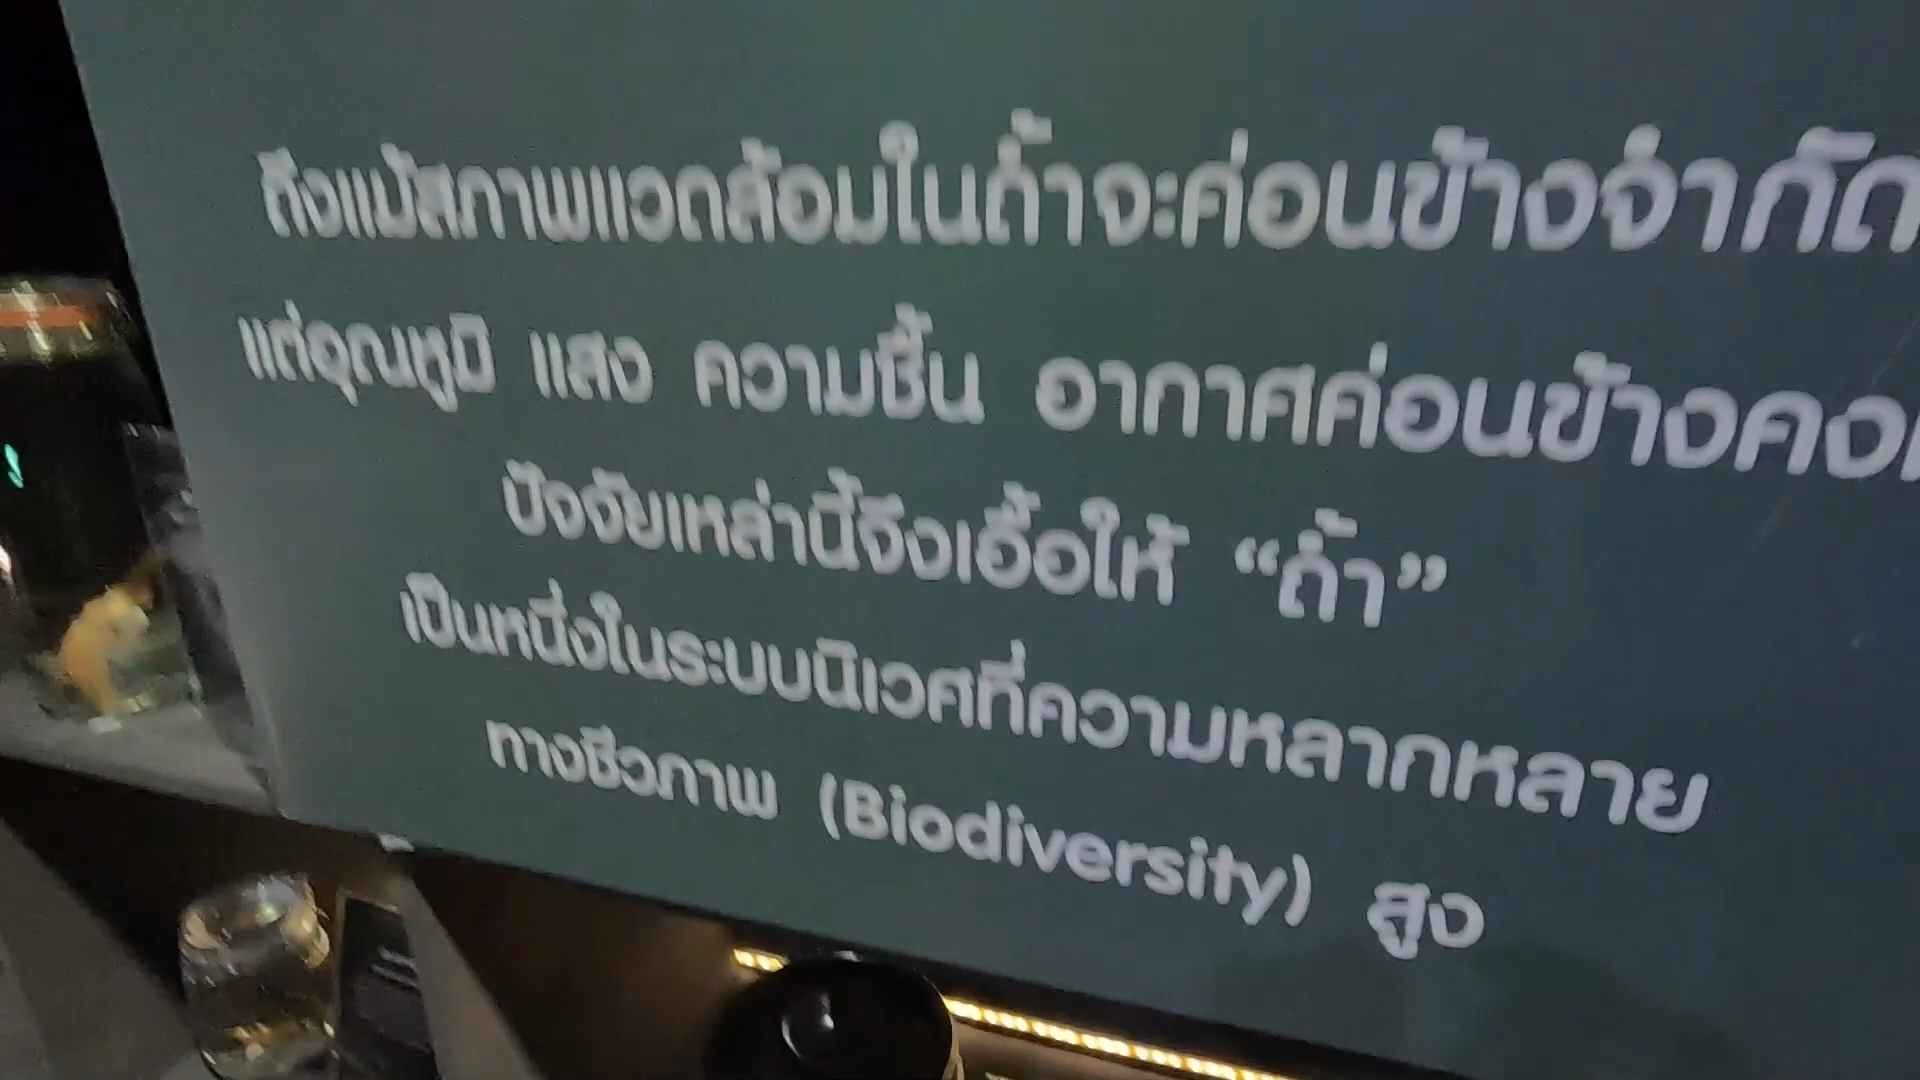 ถึงแม้สภาพแวดล้อมในถ้ำจะค่อนข้างจำกัด
แต่อุณหภูมิ แสง ความชื้น อากาศค่อนข้างคง
ปัจจัยเหล่านี้จึงเอื้อให้ “ถ้ำ”
เป็นหนึ่งในระบบนิเวศที่ความหลากหลาย
ทางชีวภาพ (Biodiversity) สูง